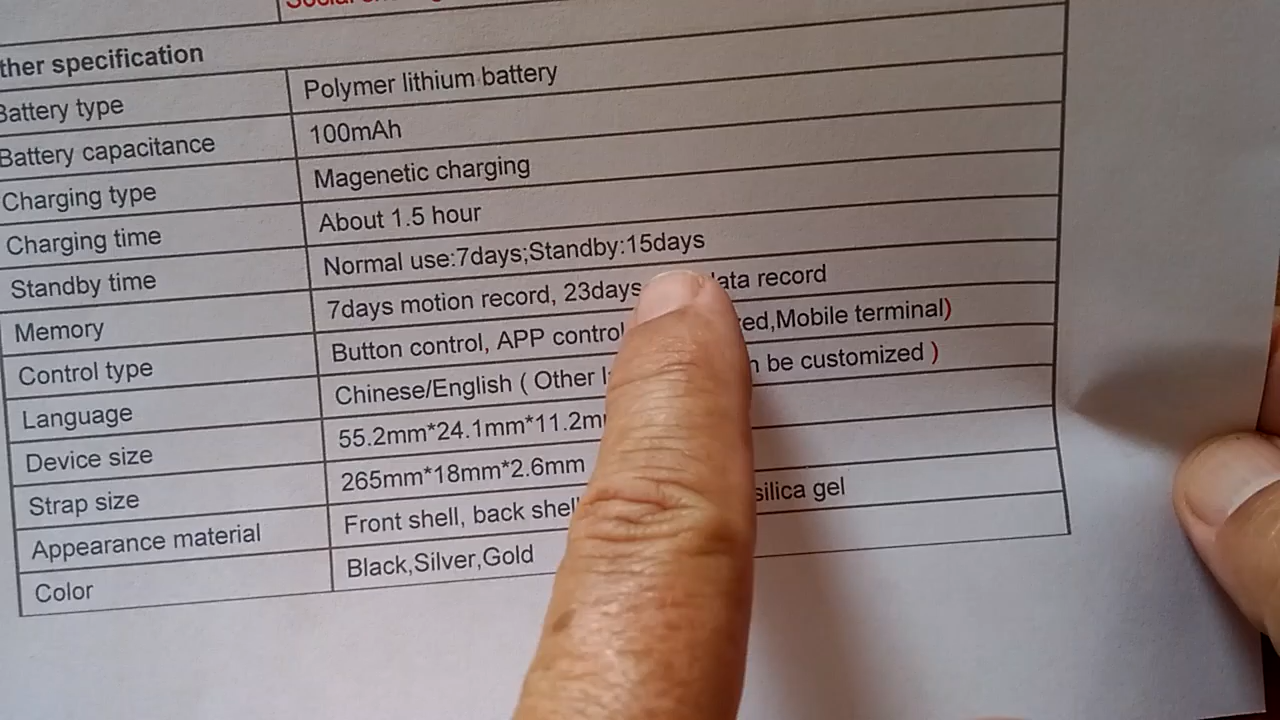 ther specification
Battery type Polymer lithium battery
Battery capacitance 100mAh
Charging type Magenetic charging
Charging time About 1.5 hour
Standby time Normal use:7days;Standby:15days
Memory 7days motion record, 23days data record
Control type Button control, APP control ed,Mobile terminal)
Language Chinese/English ( Other n be customized )
Device size 55.2mm*24.1mm*11.2m
Strap size 265mm*18mm*2.6mm
Appearance material Front shell, back shell silica gel
Color Black,Silver,Gold